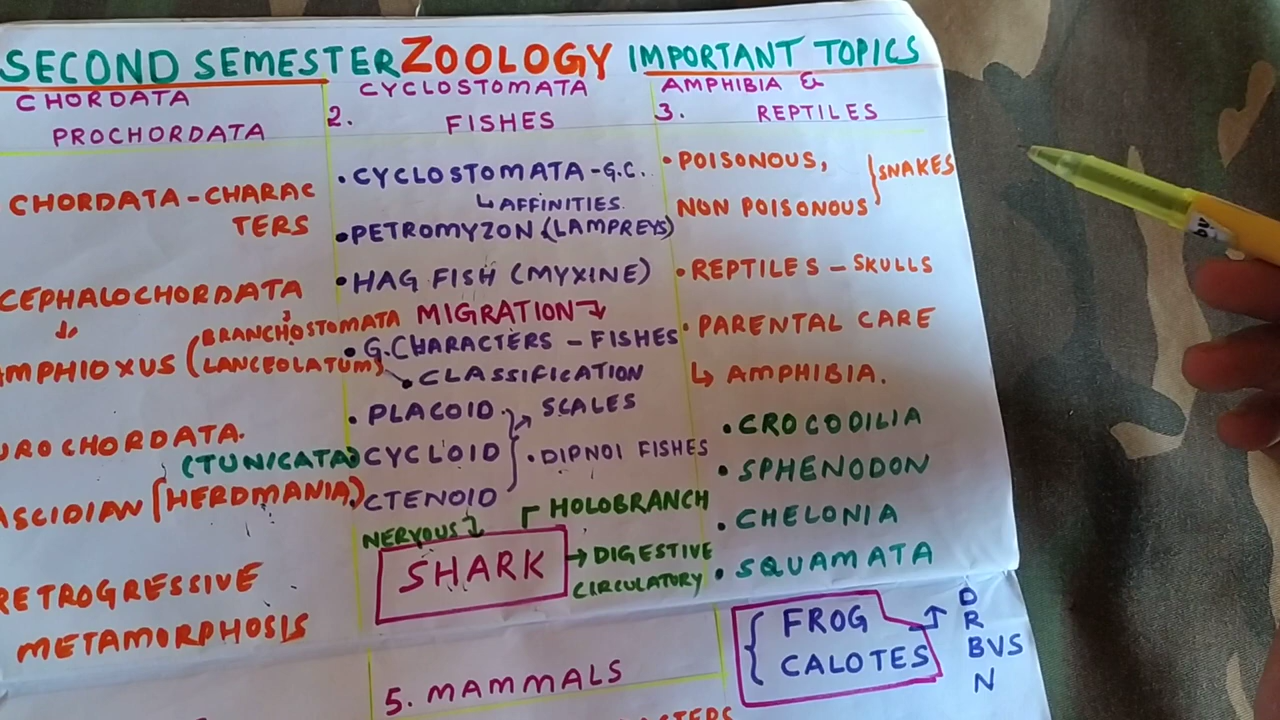 SECOND SEMESTER ZOOLOGY IMPORTANT TOPICS
CHORDATA
PROCHORDATA
CHORDATA - CHARAC
TERS
CEPHALOCHORDATA
MPHIOXUS (BRANCHOSTOMATA
LANCEOLATUM)
UROCHORDATA.
(TUNICATA)
ASCIDIAN (HERDMANIA)
RETROGRESSIVE
METAMORPHOSIS
2. CYCLOSTOMATA
FISHES
• CYCLOSTOMATA - G.C.
↳ AFFINITIES.
• PETROMYZON (LAMPREYS)
• HAG FISH (MYXINE)
MIGRATION
• G.CHARACTERS - FISHES
• CLASSIFICATION
• PLACOID
SCALES
CYCLOID
• DIPNOI FISHES
CTENOID
HOLOBRANCH
NERVOUS
SHARK → DIGESTIVE
CIRCULATORY
3. AMPHIBIA &
REPTILES
• POISONOUS,
NON POISONOUS } SNAKES
• REPTILES - SKULLS
• PARENTAL CARE
↳ AMPHIBIA.
• CROCODILIA
• SPHENODON
• CHELONIA
• SQUAMATA
{ FROG
CALOTES
D
R
BVS
N
5. MAMMALS